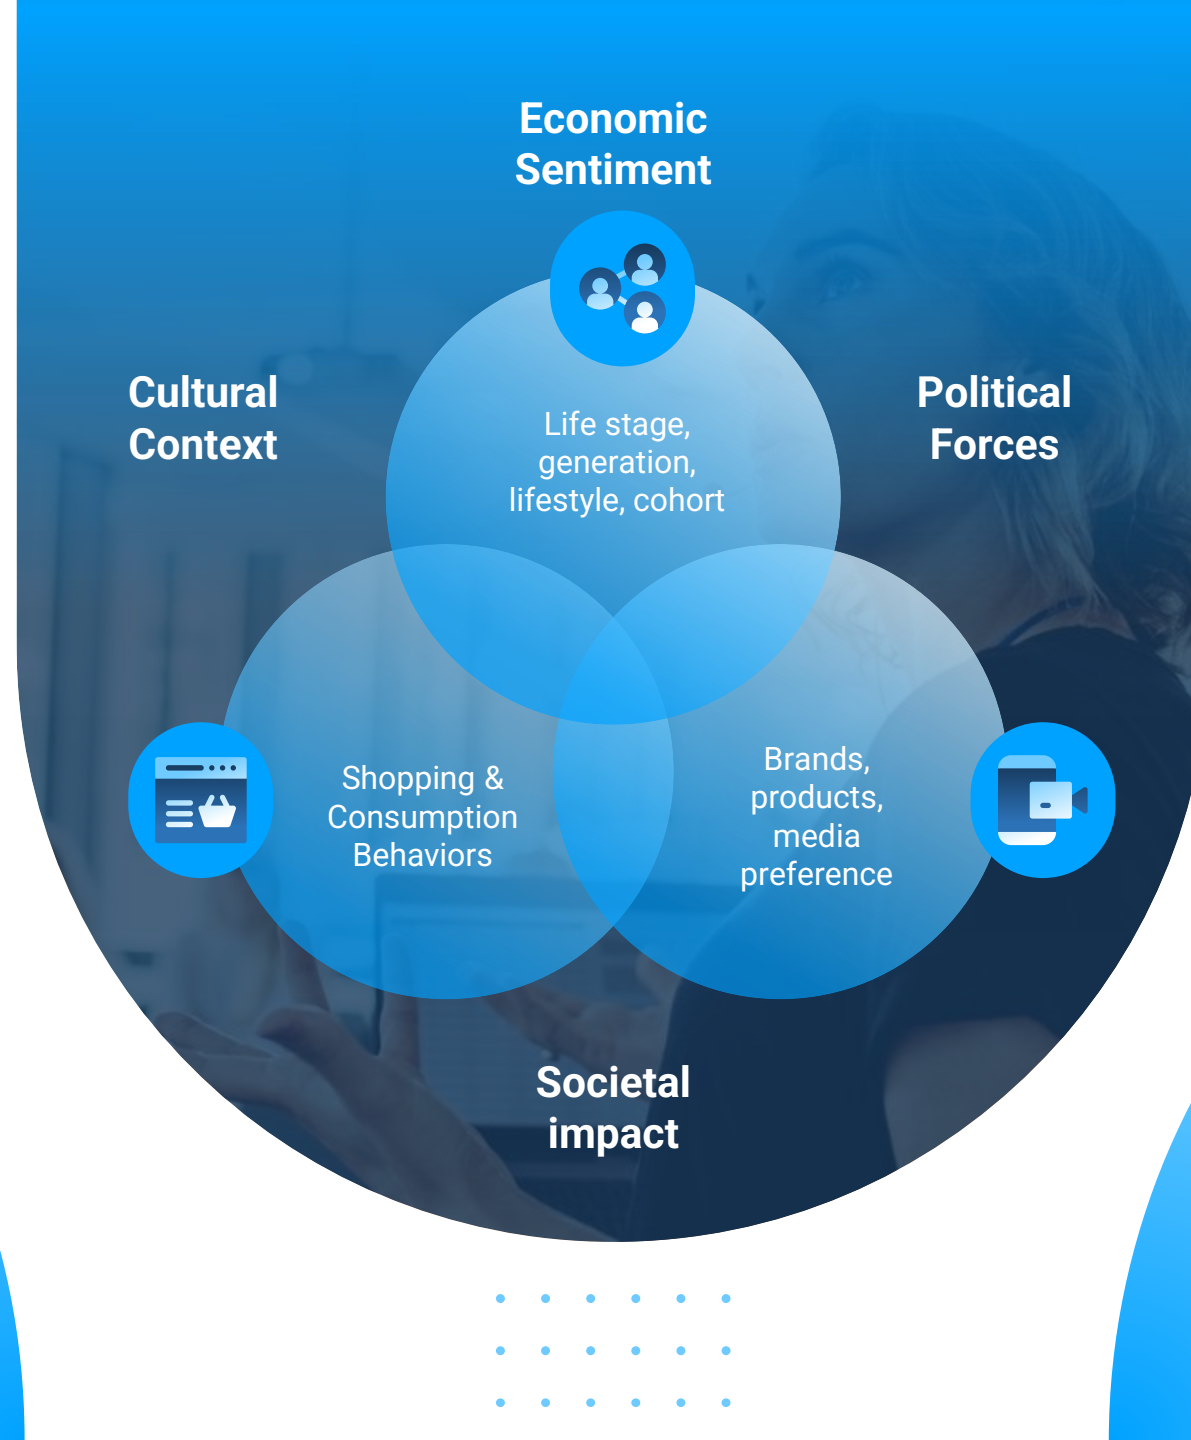 Economic
Sentiment
Cultural
Context
Political
Forces
Life stage,
generation,
lifestyle, cohort
Shopping &
Consumption
Behaviors
Brands,
products,
media
preference
Societal
impact